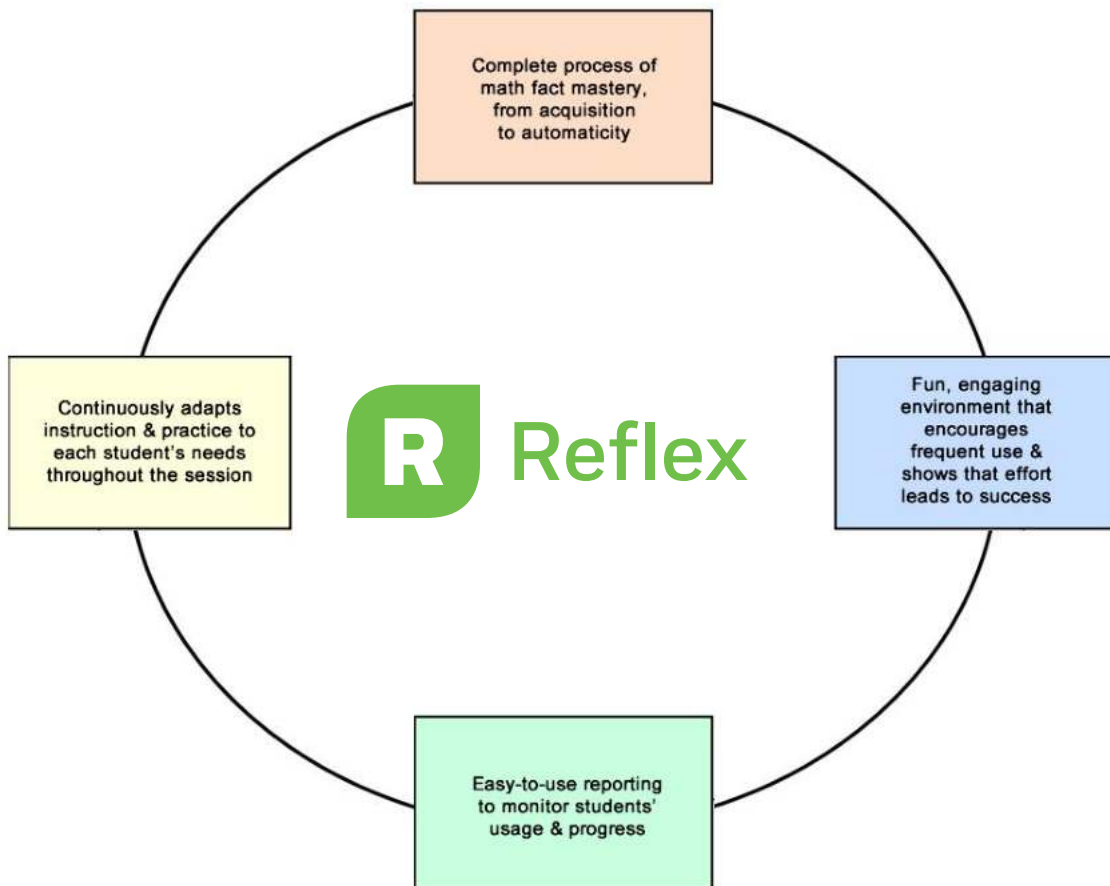 Complete process of
math fact mastery,
from acquisition
to automaticity
Continuously adapts
instruction & practice to
each student's needs
throughout the session
R Reflex
Fun, engaging
environment that
encourages
frequent use &
shows that effort
leads to success
Easy-to-use reporting
to monitor students'
usage & progress